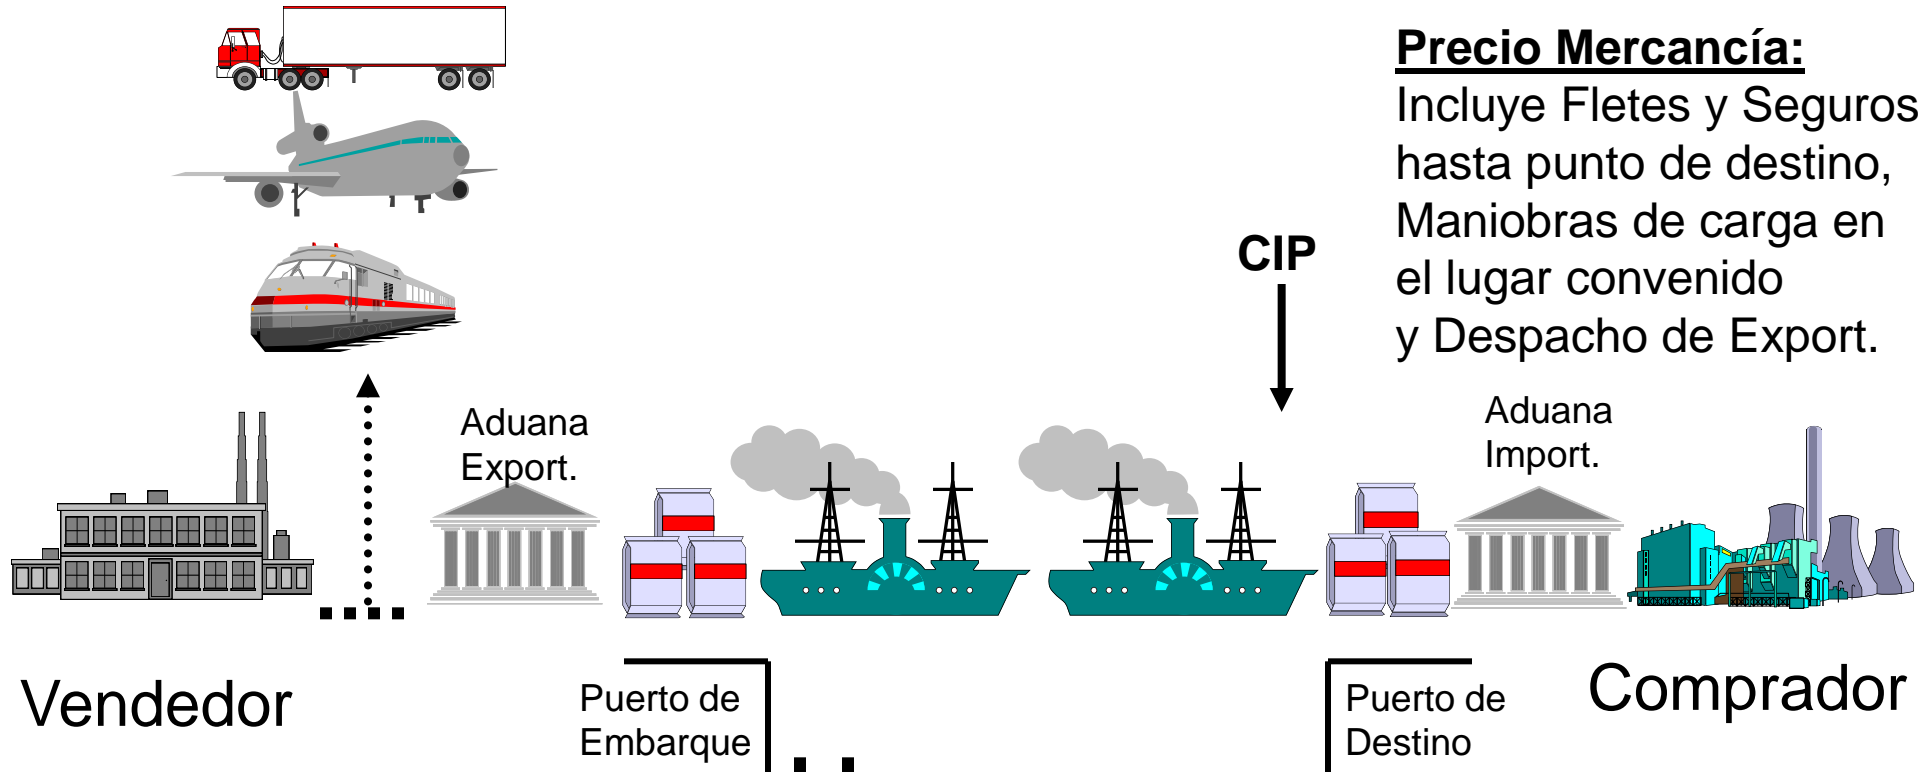 Precio Mercancía:
Incluye Fletes y Seguros
hasta punto de destino,
Maniobras de carga en
el lugar convenido
y Despacho de Export.
CIP
Aduana
Export.
Aduana
Import.
Vendedor
Puerto de
Embarque
Puerto de
Destino
Comprador